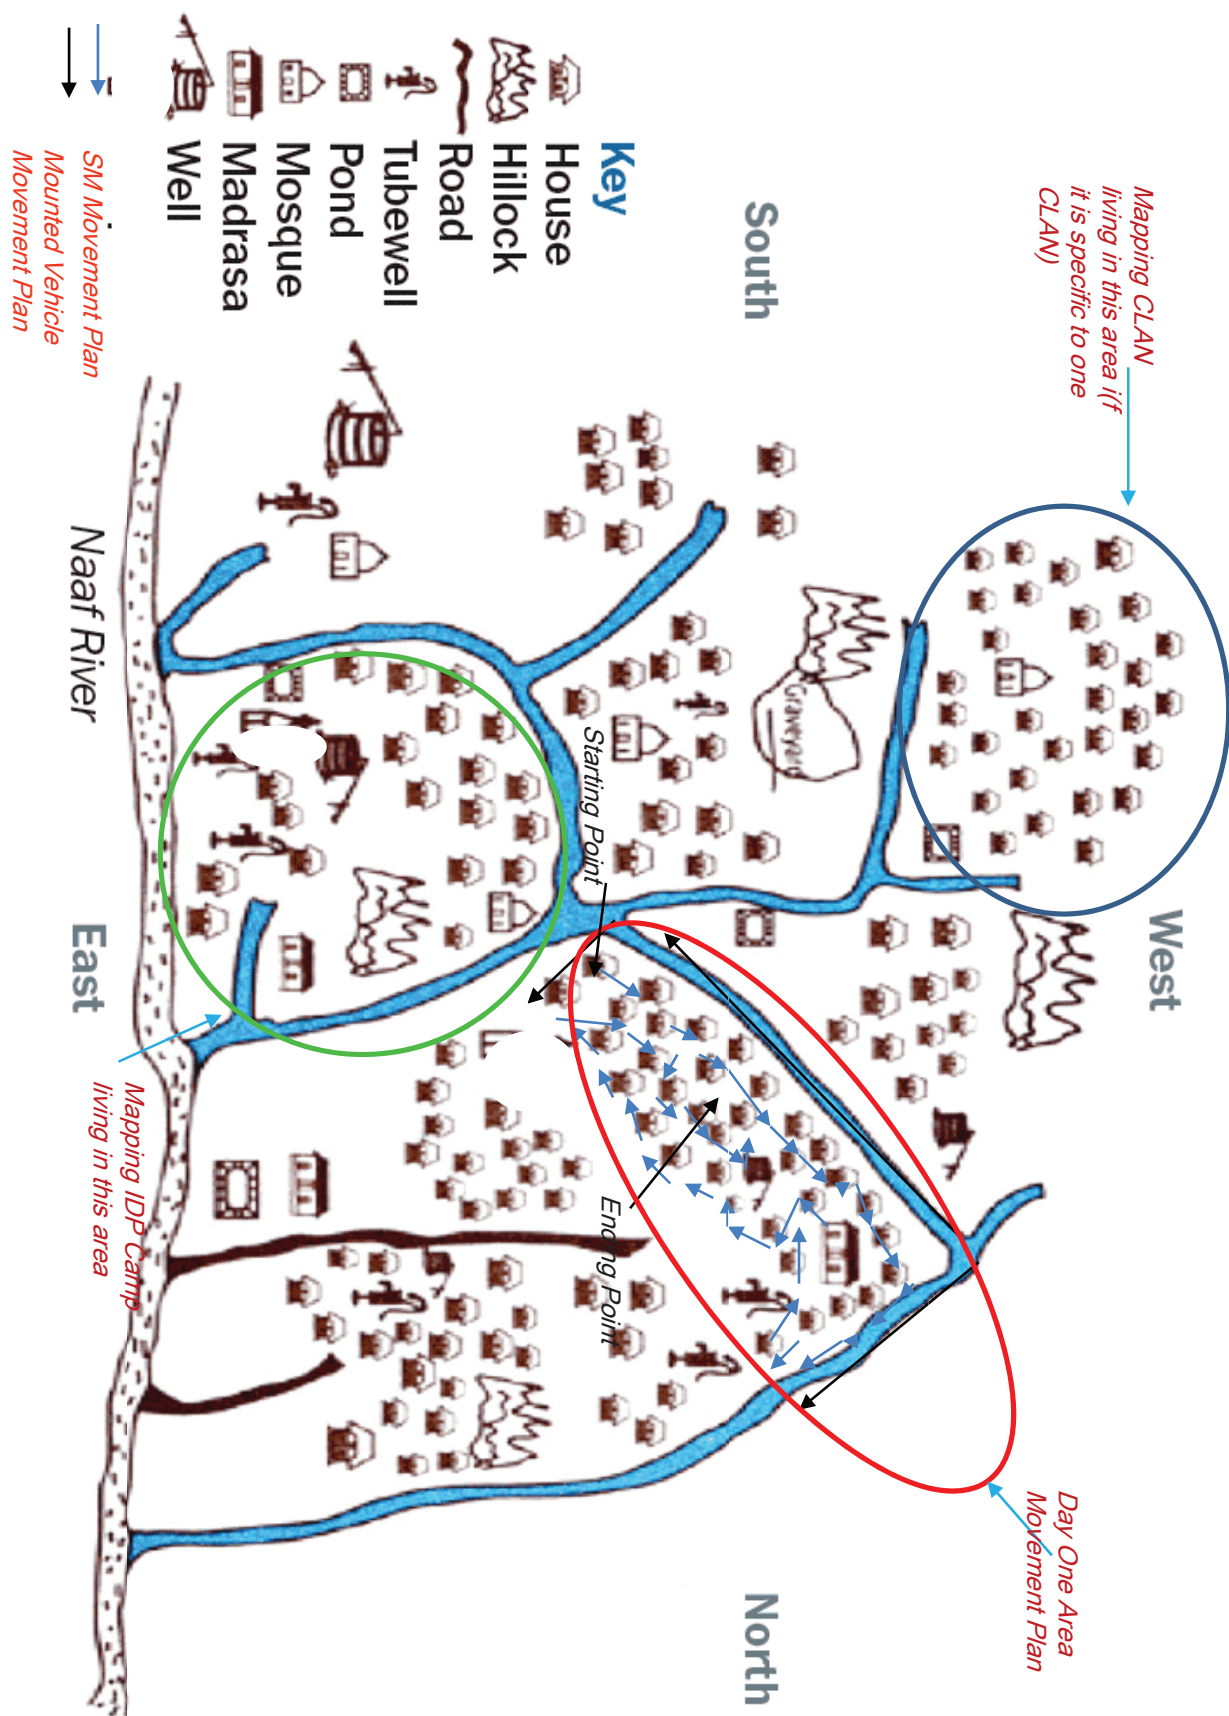 Key
House
Hillock
Road
Tubewell
Pond
Mosque
Madrasa
Well
SM Movement Plan
Mounted Vehicle
Movement Plan
South
West
East
North
Mapping CLAN
living in this area i(f
it is specific to one
CLAN)
Graveyard
Starting Point
Ending Point
Naaf River
Mapping IDP Camp
living in this area
Day One Area
Movement Plan